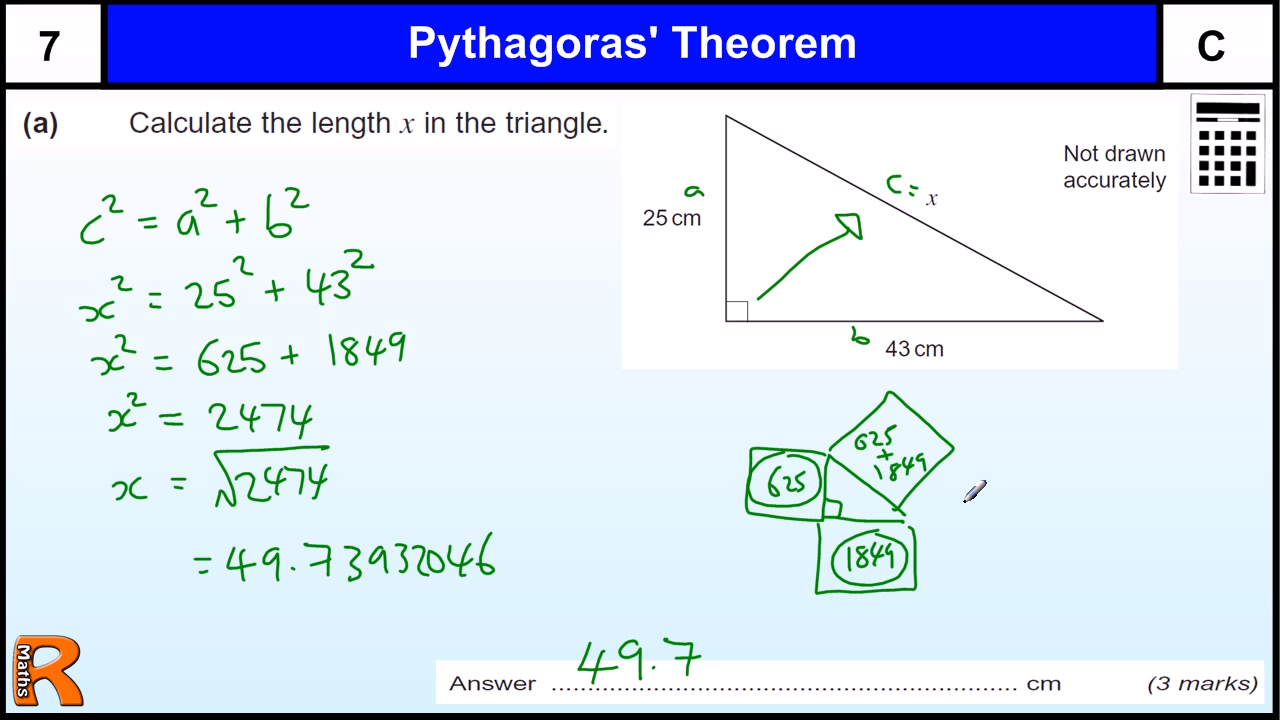 7 Pythagoras' Theorem C
(a) Calculate the length x in the triangle.
Not drawn
accurately
a
25 cm
c = x
b
43 cm
c² = a² + b²
x² = 25² + 43²
x² = 625 + 1849
x² = 2474
x = √2474
= 49.73932046
625
+
1849
625
1849
49.7
Answer ............................................................ cm (3 marks)
R
Maths